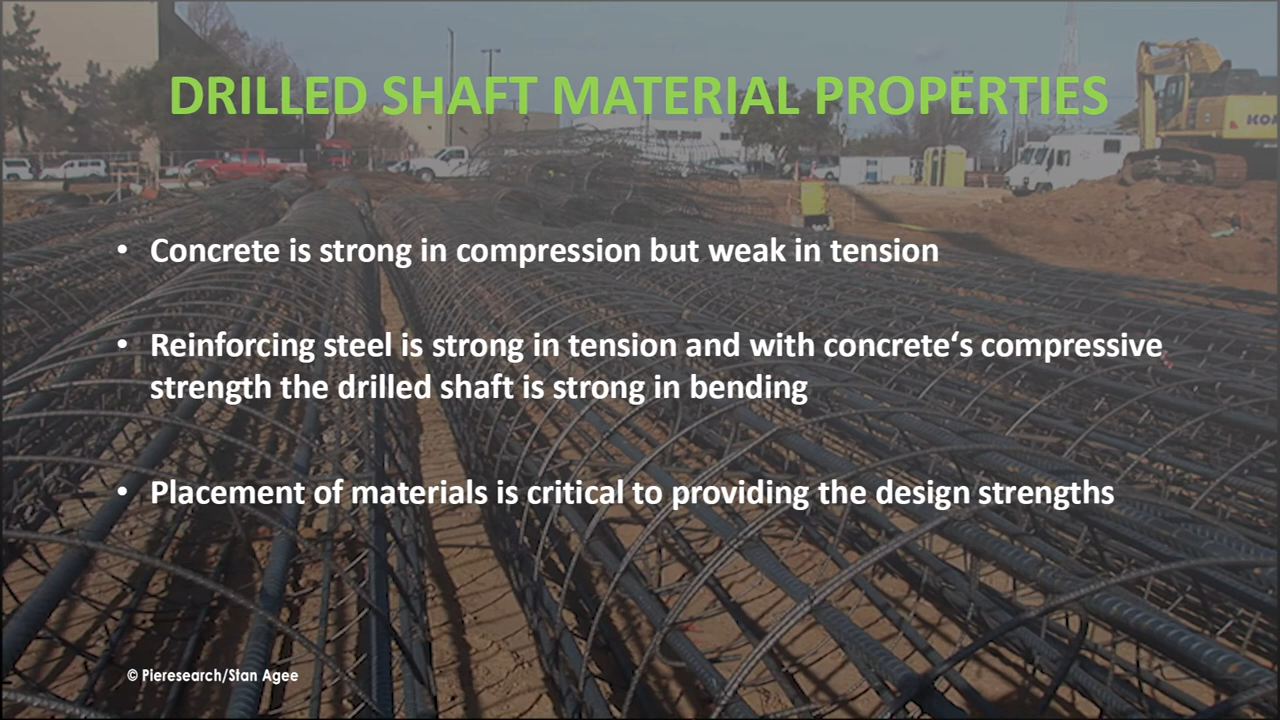 DRILLED SHAFT MATERIAL PROPERTIES
KO
• Concrete is strong in compression but weak in tension
• Reinforcing steel is strong in tension and with concrete‘s compressive
strength the drilled shaft is strong in bending
• Placement of materials is critical to providing the design strengths
© Pieresearch/Stan Agee